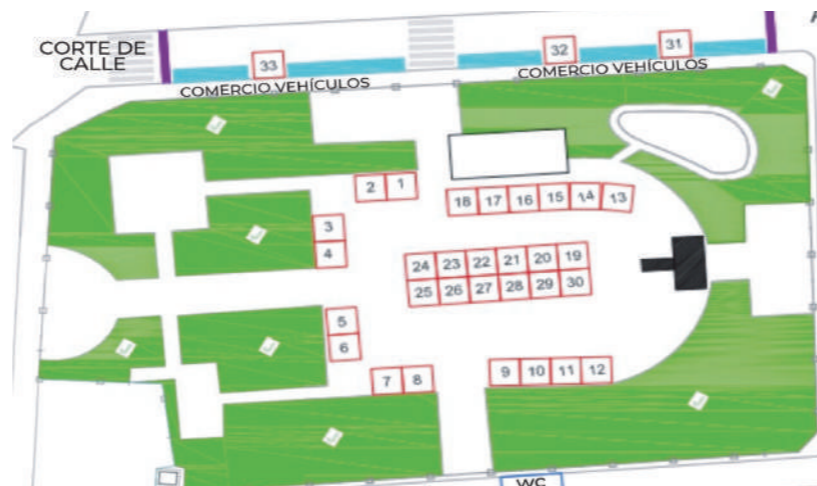 CORTE DE
CALLE
33
32
31
COMERCIO VEHÍCULOS
COMERCIO VEHÍCULOS
2 1
18 17 16 15 14 13
3
4
24 23 22 21 20 19
25 26 27 28 29 30
5
6
7 8
9 10 11 12
WC